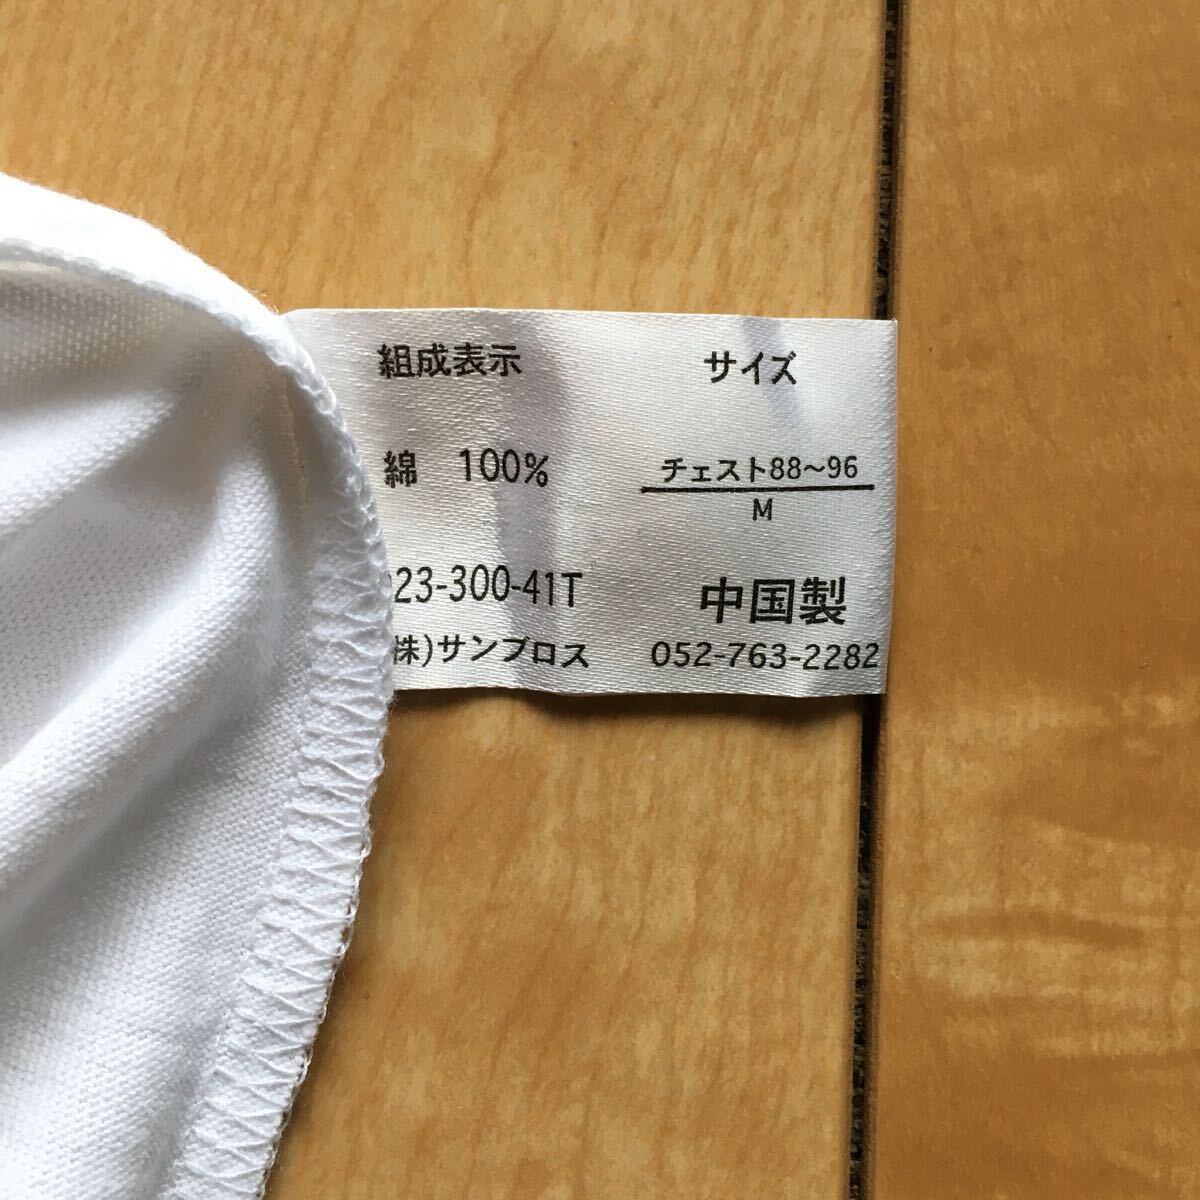 組成表示
綿 100%
23-300-41T
株)サンブロス
サイズ
チェスト88〜96
M
中国製
052-763-2282